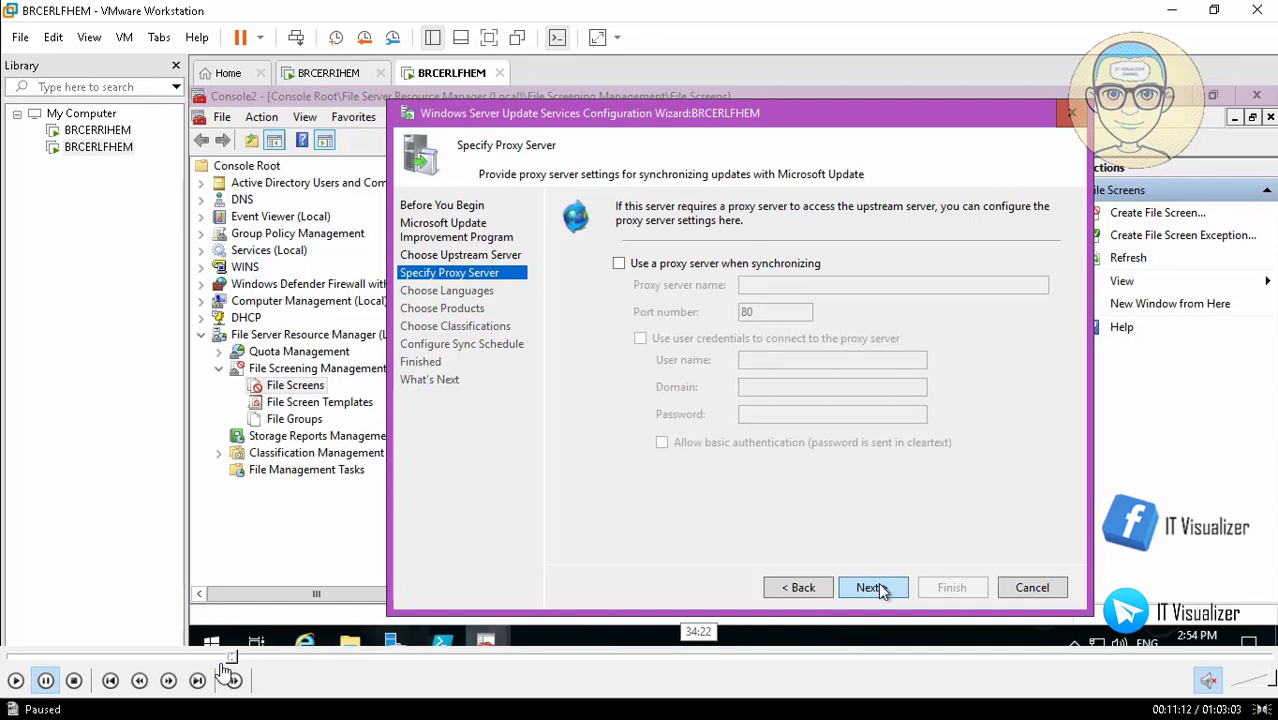 BRCERLFHEM - VMware Workstation
File Edit View VM Tabs Help
Library
Type here to search
My Computer
BRCERRIHEM
BRCERLFHEM
Home
BRCERRIHEM
BRCERLFHEM
Console2 - [Console Root\File Server Resource Manager (Local)\File Screening Management\File Screens]
File Action View Favorites
Console Root
Active Directory Users and Com
DNS
Event Viewer (Local)
Group Policy Management
Services (Local)
WINS
Windows Defender Firewall with
Computer Management (Local)
DHCP
File Server Resource Manager (L
Quota Management
File Screening Management
File Screens
File Screen Templates
File Groups
Storage Reports Manageme
Classification Management
File Management Tasks
Windows Server Update Services Configuration Wizard:BRCERLFHEM
Specify Proxy Server
Provide proxy server settings for synchronizing updates with Microsoft Update
Before You Begin
Microsoft Update
Improvement Program
Choose Upstream Server
Specify Proxy Server
Choose Languages
Choose Products
Choose Classifications
Configure Sync Schedule
Finished
What's Next
If this server requires a proxy server to access the upstream server, you can configure the
proxy server settings here.
Use a proxy server when synchronizing
Proxy server name:
Port number: 80
Use user credentials to connect to the proxy server
User name:
Domain:
Password:
Allow basic authentication (password is sent in cleartext)
< Back Next > Finish Cancel
IT VISUALIZER
CHANNEL
ctions
ile Screens
Create File Screen...
Create File Screen Exception...
Refresh
View
New Window from Here
Help
f IT Visualizer
IT Visualizer
34:22
ENG 2:54 PM
Paused
00:11:12 / 01:03:03